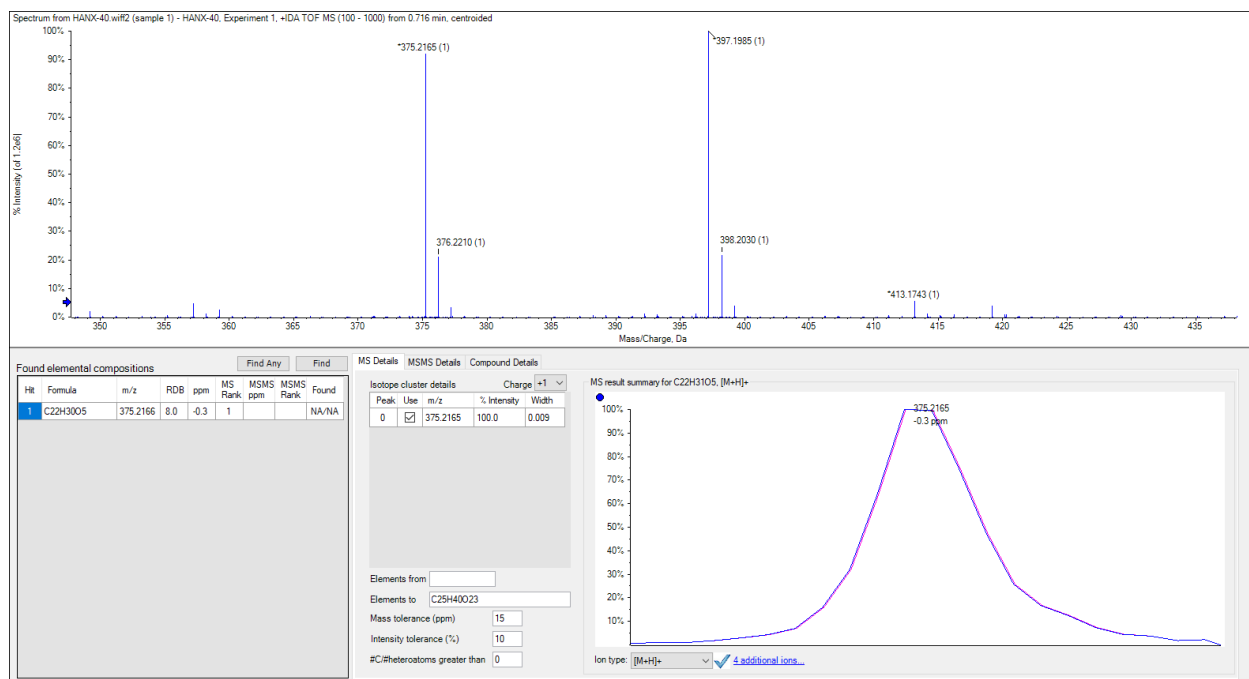 Spectrum from HANX-40.wiff2 (sample 1) - HANX-40, Experiment 1, +IDA TOF MS (100 - 1000) from 0.716 min, centroided
100%
90%
80%
70%
60%
50%
40%
30%
20%
10%
0%
% Intensity (of 1.2e6)
*375.2165 (1)
376.2210 (1)
*397.1985 (1)
398.2030 (1)
*413.1743 (1)
350 355 360 365 370 375 380 385 390 395 400 405 410 415 420 425 430 435
Mass/Charge, Da
Found elemental compositions Find Any Find
Hit Formula m/z RDB ppm MS Rank MSMS ppm MSMS Rank Found
1 C22H30O5 375.2166 8.0 -0.3 1 NA/NA
MS Details MSMS Details Compound Details
Isotope cluster details Charge +1
Peak Use m/z % Intensity Width
0 375.2165 100.0 0.009
Elements from
Elements to C25H40O23
Mass tolerance (ppm) 15
Intensity tolerance (%) 10
#C/#heteroatoms greater than 0
MS result summary for C22H31O5, [M+H]+
100%
90%
80%
70%
60%
50%
40%
30%
20%
10%
375.2165
-0.3 ppm
Ion type: [M+H]+ 4 additional ions...